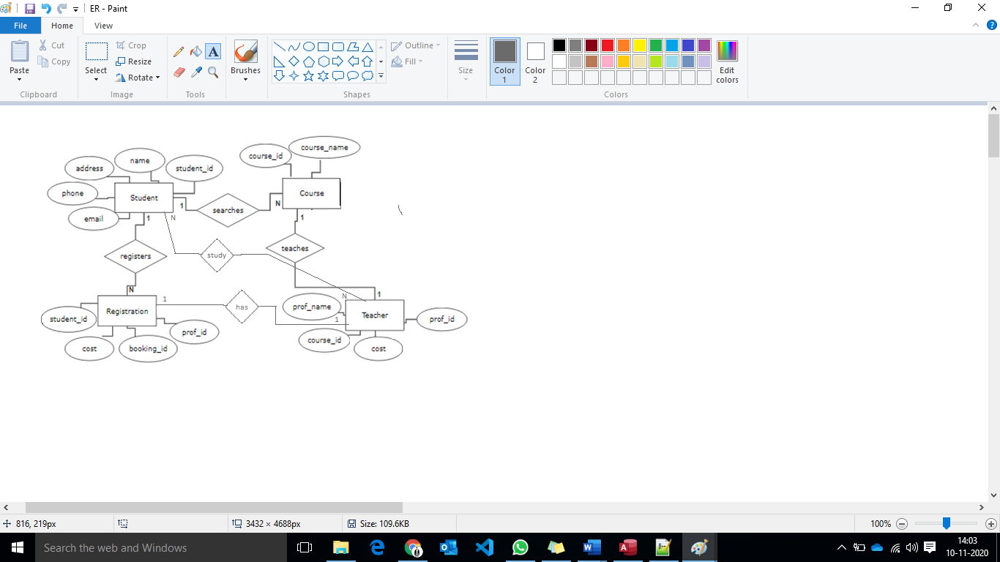 ER - Paint
File Home View
Paste
Cut
Copy
Clipboard
Select
Crop
Resize
Rotate
Image
A
Tools
Brushes
Outline
Fill
Shapes
Size
Color 1
Color 2
Edit colors
Colors
name
address
student_id
phone
email
Student
course_id
course_name
Course
1
searches
N
1
N
1
registers
study
teaches
N
1
N
1
has
1
Registration
student_id
cost
booking_id
prof_id
prof_name
Teacher
prof_id
course_id
cost
816, 219px
3432 × 4688px
Size: 109.6KB
100%
Search the web and Windows
14:03
10-11-2020